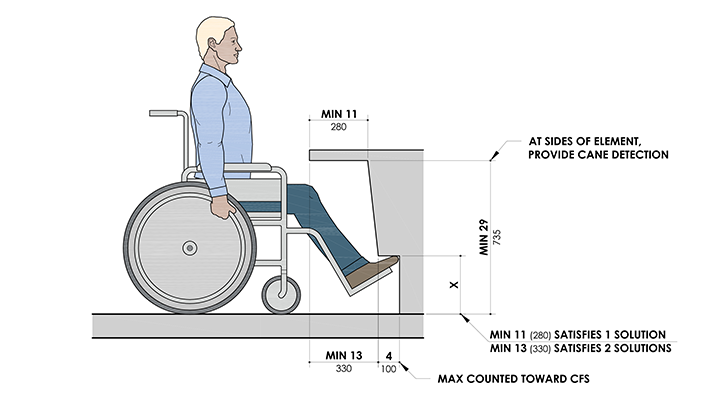 MIN 11
280
AT SIDES OF ELEMENT,
PROVIDE CANE DETECTION
MIN 29
735
X
MIN 11 (280) SATISFIES 1 SOLUTION
MIN 13 (330) SATISFIES 2 SOLUTIONS
MIN 13
330
4
100
MAX COUNTED TOWARD CFS